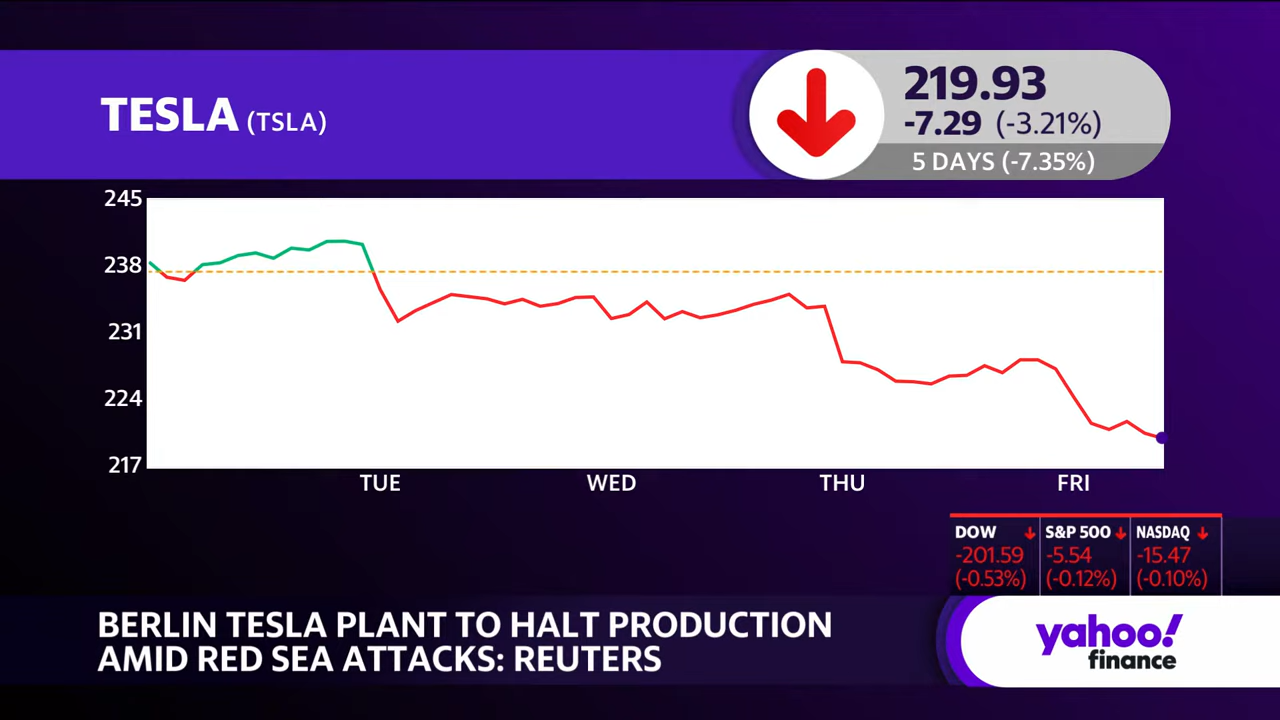 TESLA (TSLA)
219.93
-7.29 (-3.21%)
5 DAYS (-7.35%)
245
238
231
224
217
TUE WED THU FRI
DOW S&P 500 NASDAQ
-201.59 -5.54 -15.47
(-0.53%) (-0.12%) (-0.10%)
BERLIN TESLA PLANT TO HALT PRODUCTION
AMID RED SEA ATTACKS: REUTERS
yahoo!
finance